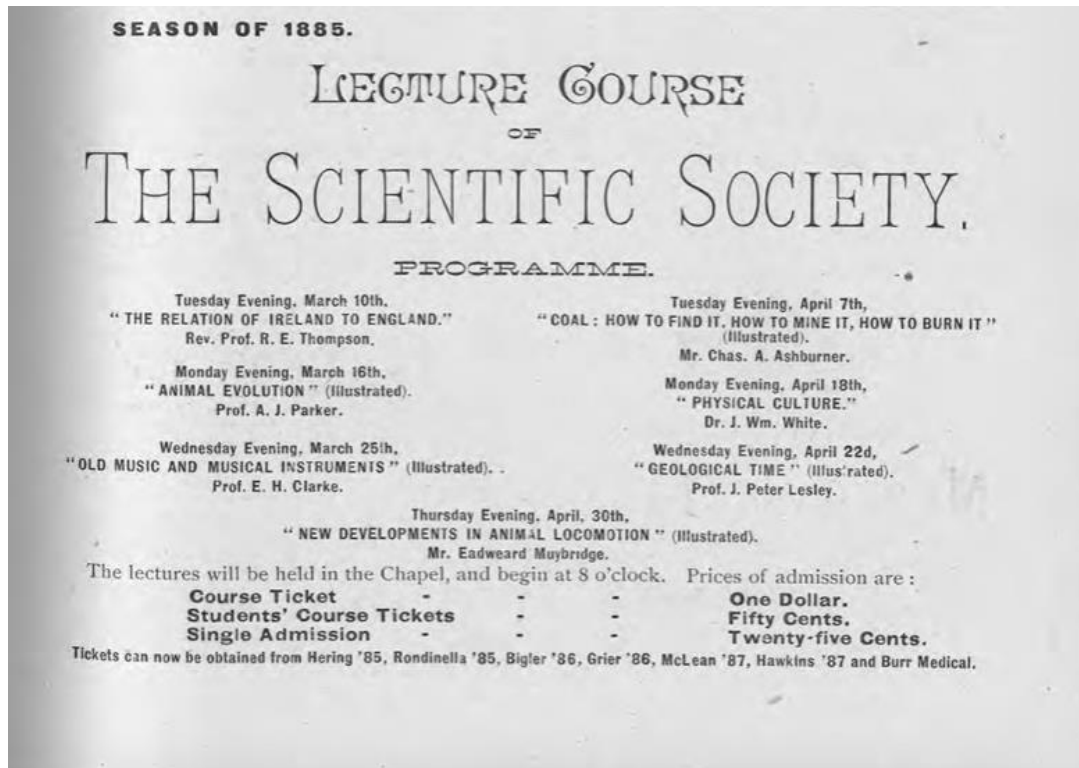 SEASON OF 1885.
LECTURE COURSE
OF
THE SCIENTIFIC SOCIETY.
PROGRAMME.
Tuesday Evening, March 10th,
"THE RELATION OF IRELAND TO ENGLAND."
Rev. Prof. R. E. Thompson.
Monday Evening, March 16th,
"ANIMAL EVOLUTION" (Illustrated).
Prof. A. J. Parker.
Wednesday Evening, March 25th,
"OLD MUSIC AND MUSICAL INSTRUMENTS" (Illustrated).
Prof. E. H. Clarke.
Tuesday Evening, April 7th,
"COAL: HOW TO FIND IT, HOW TO MINE IT, HOW TO BURN IT"
(Illustrated).
Mr. Chas. A. Ashburner.
Monday Evening, April 18th,
"PHYSICAL CULTURE."
Dr. J. Wm. White.
Wednesday Evening, April 22d,
"GEOLOGICAL TIME" (Illus'rated).
Prof. J. Peter Lesley.
Thursday Evening, April, 30th,
"NEW DEVELOPMENTS IN ANIMAL LOCOMOTION" (Illustrated).
Mr. Eadweard Muybridge.
The lectures will be held in the Chapel, and begin at 8 o'clock. Prices of admission are :
Course Ticket - - - One Dollar.
Students' Course Tickets - - Fifty Cents.
Single Admission - - - Twenty-five Cents.
Tickets can now be obtained from Hering '85, Rondinella '85, Bigler '86, Grier '86, McLean '87, Hawkins '87 and Burr Medical.